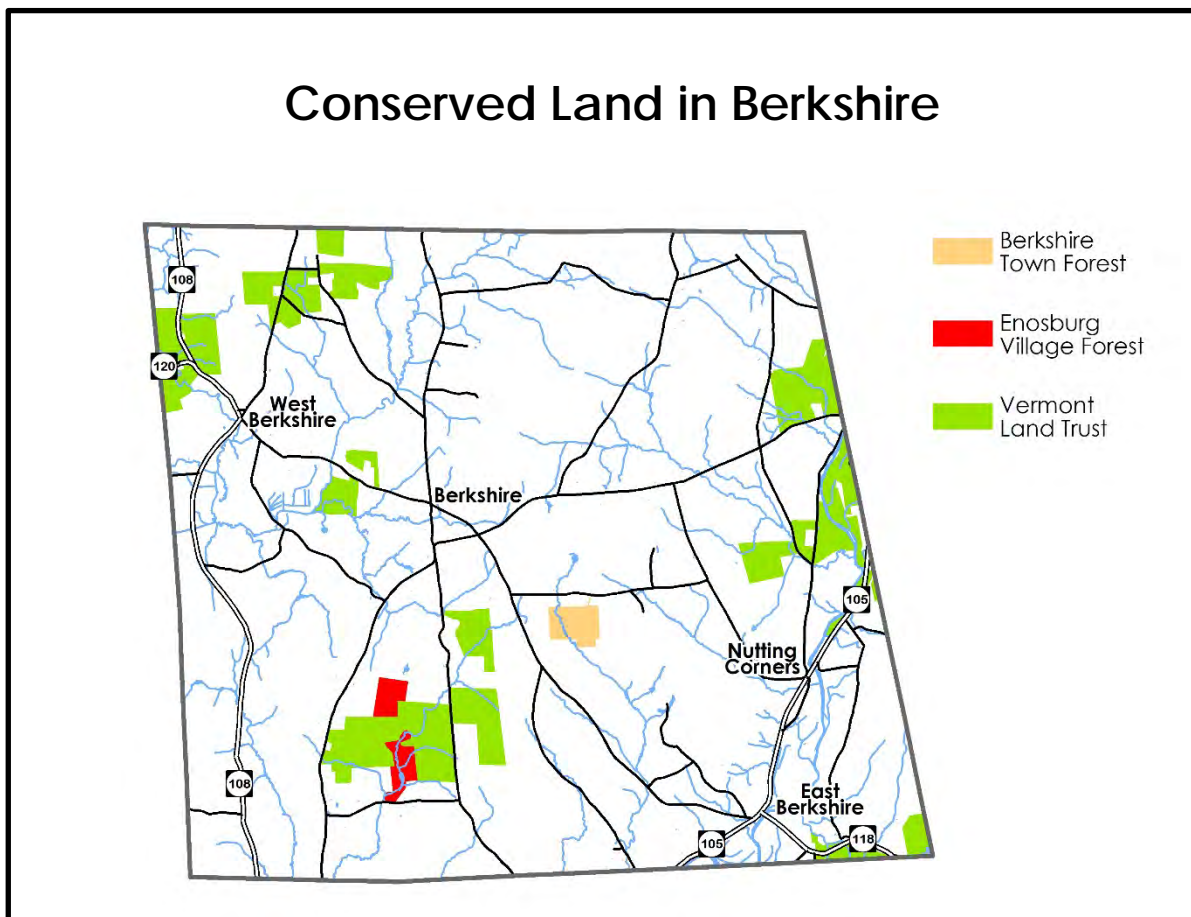 Conserved Land in Berkshire
Berkshire
Town Forest
Enosburg
Village Forest
Vermont
Land Trust
108
120
West
Berkshire
Berkshire
105
Nutting
Corners
108
East
Berkshire
105
118